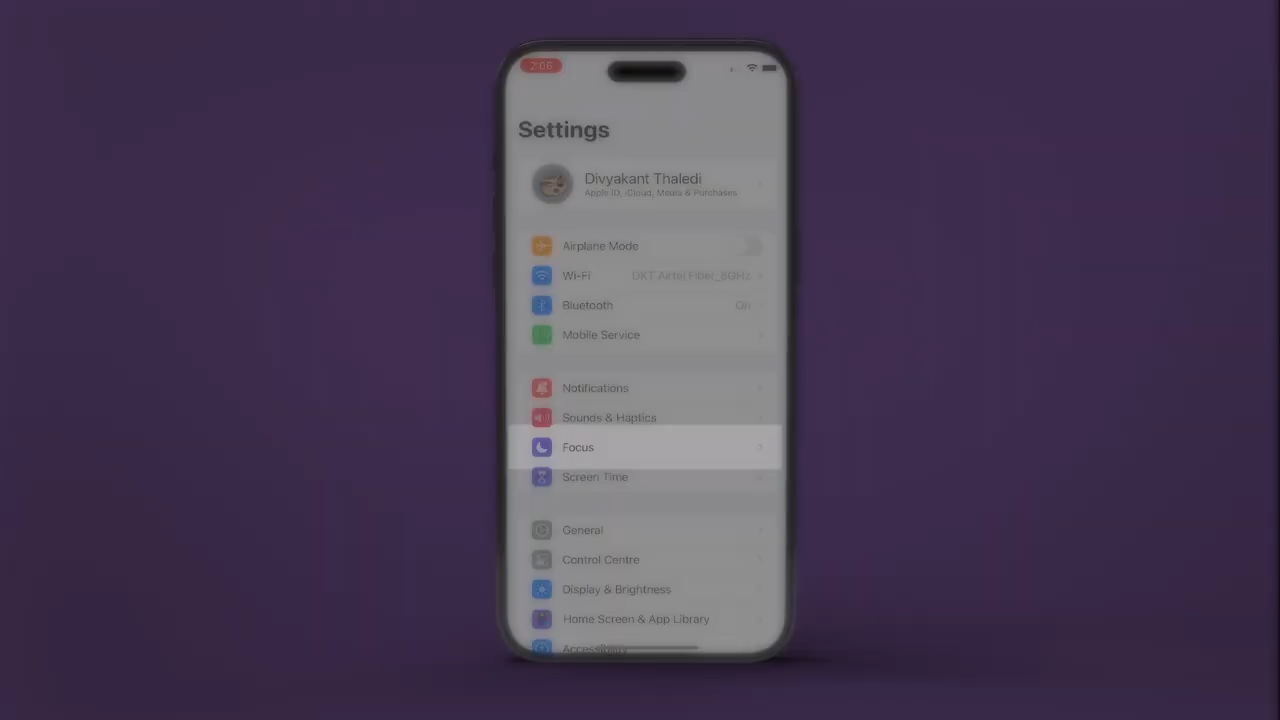 2:06
Settings
Divyakant Thaledi
Apple ID, iCloud, Media & Purchases
Airplane Mode
Wi-Fi DKT Airtel Fiber_5GHz
Bluetooth On
Mobile Service
Notifications
Sounds & Haptics
Focus
Screen Time
General
Control Centre
Display & Brightness
Home Screen & App Library
Accessibility